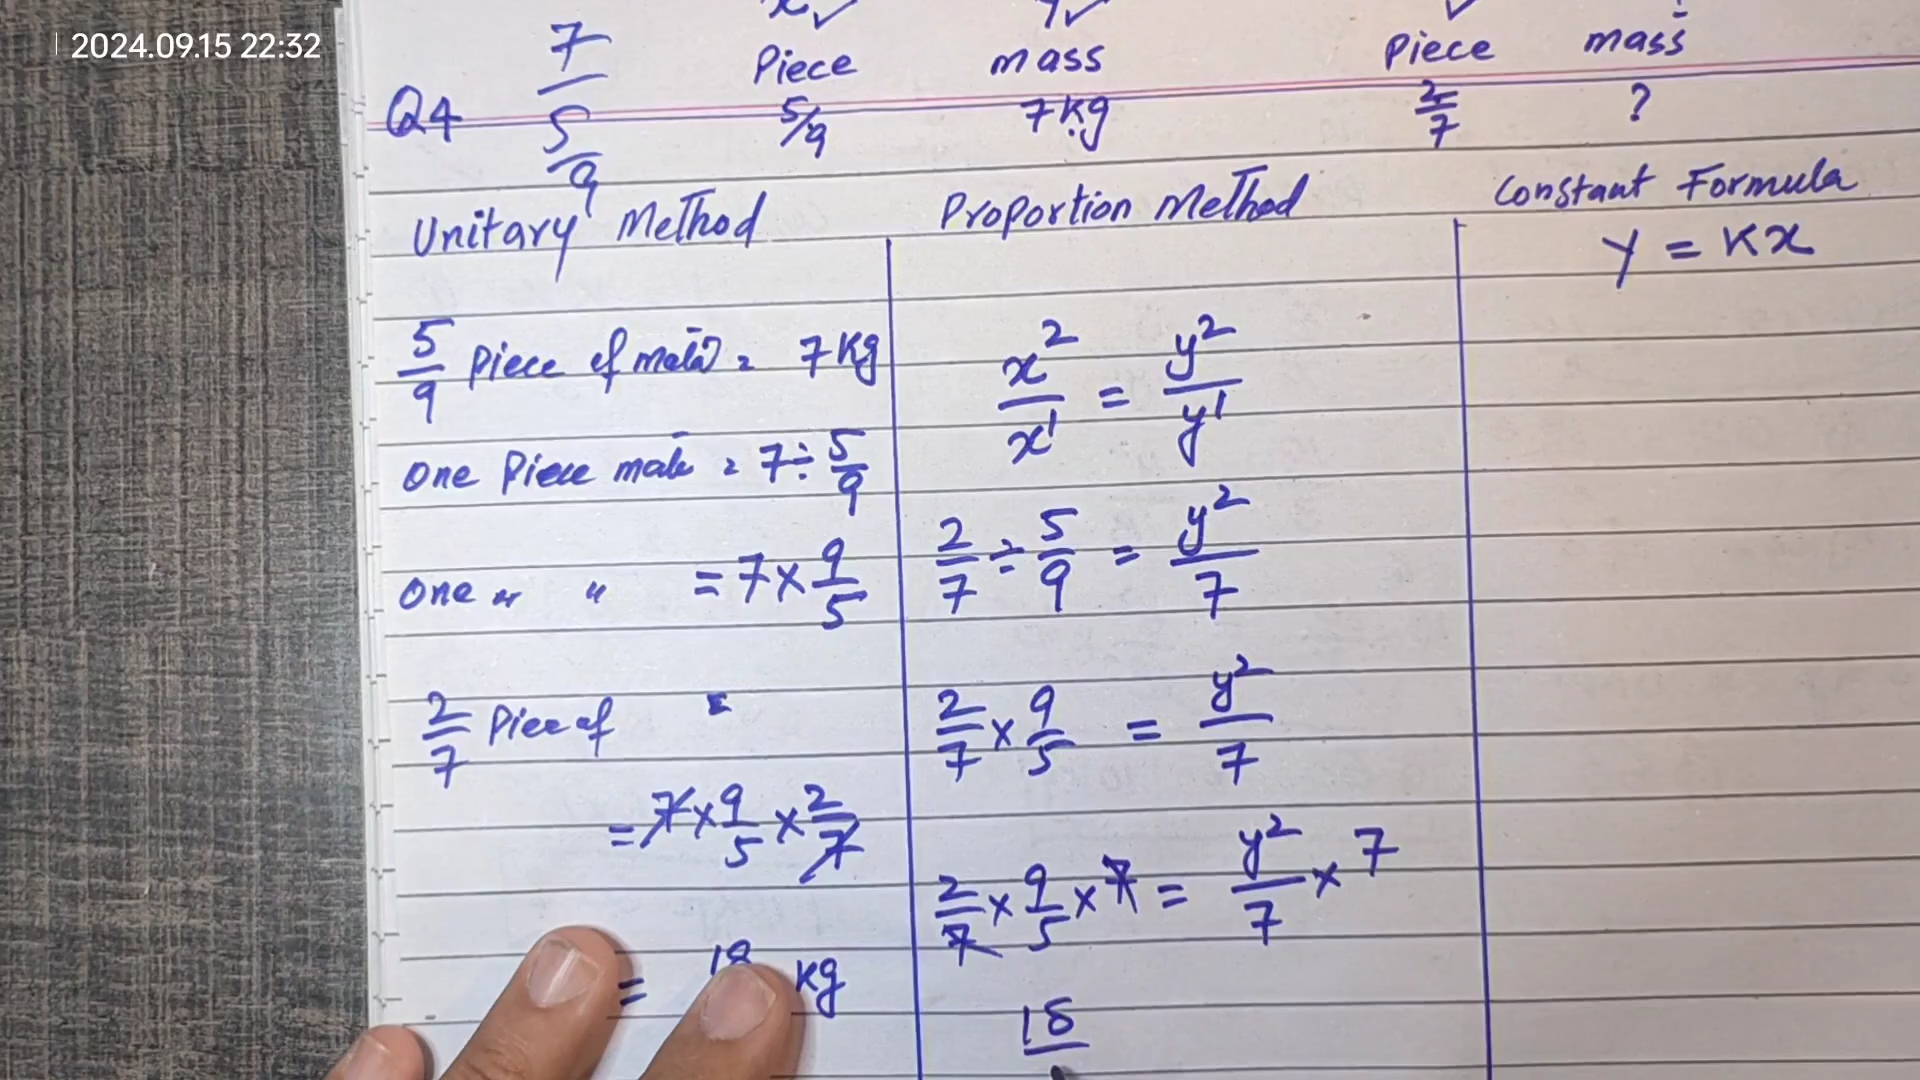 2024.09.15 22:32
Piece mass Piece mass
Q4 7 / 5/9 5/9 7kg 2/7 ?
Unitary Method
5/9 Piece of = 7 Kg
One Piece = 7 ÷ 5/9
One " " = 7 × 9/5
2/7 Piece of =
= 7 × 9/5 × 2/7
= kg
Proportion Method
x²/x¹ = y²/y¹
2/7 ÷ 5/9 = y²/7
2/7 × 9/5 = y²/7
2/7 × 9/5 × 7 = y²/7 × 7
18
Constant Formula
y = Kx